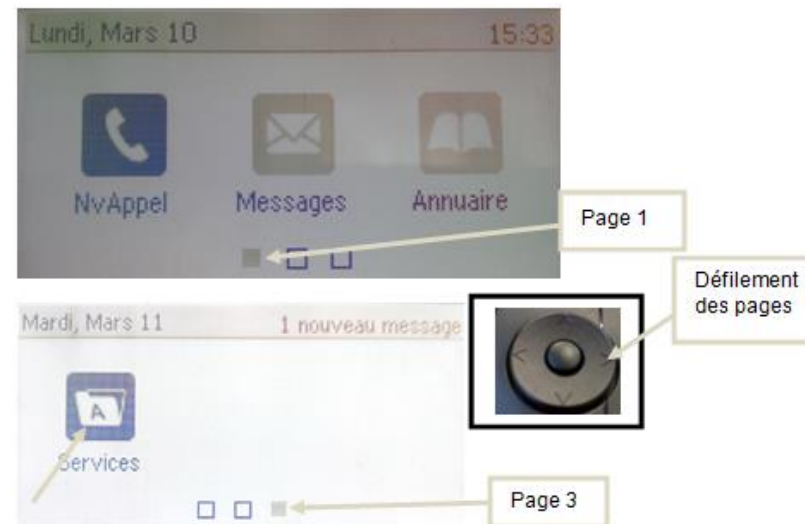 Lundi, Mars 10 15:33
NvAppel Messages Annuaire
Page 1
Défilement
des pages
Mardi, Mars 11 1 nouveau message
A
Services
Page 3